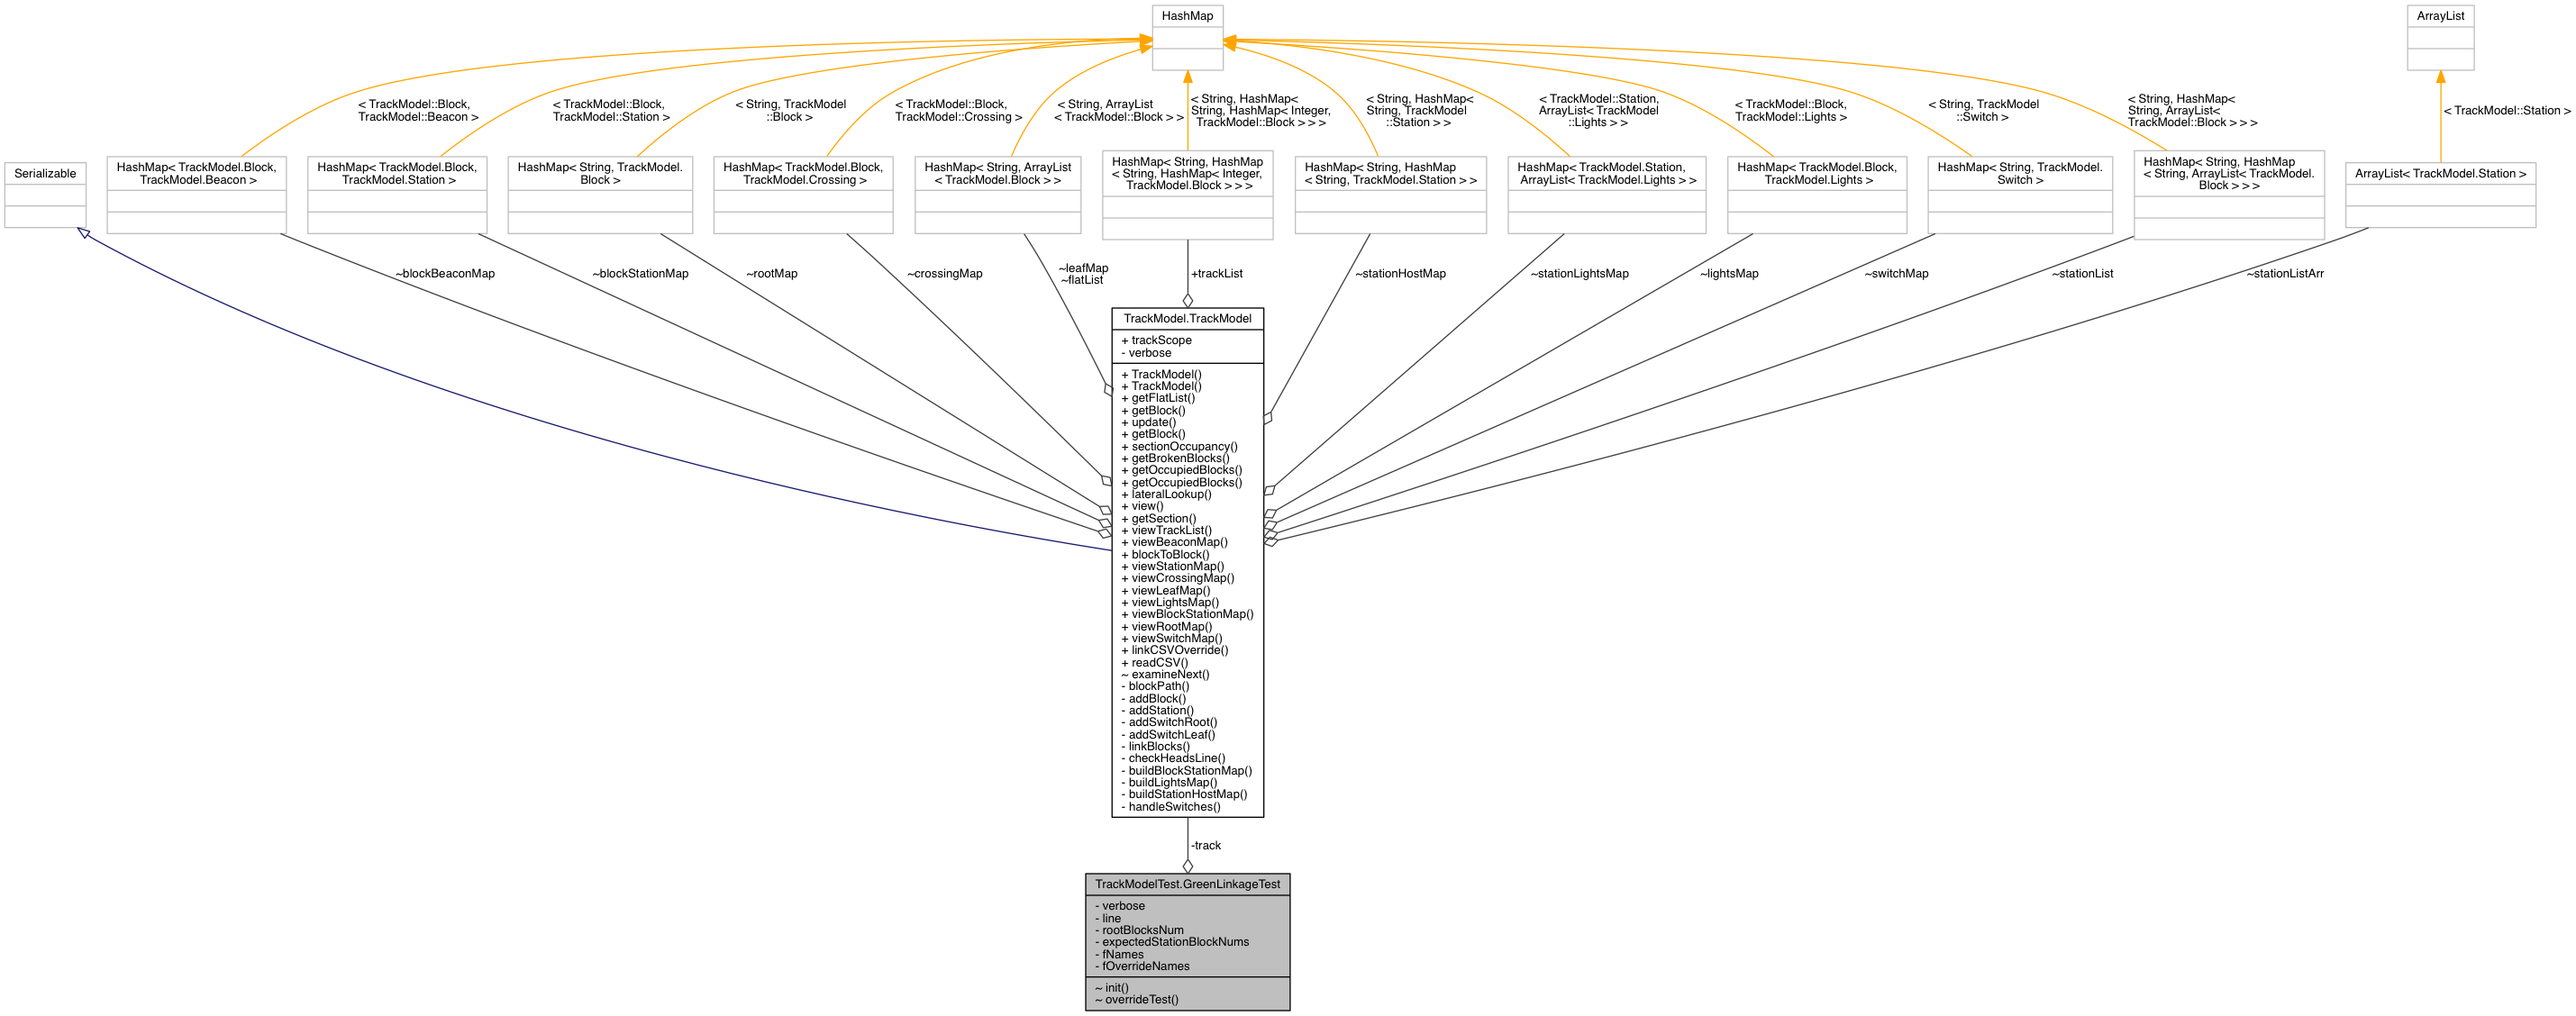 HashMap
ArrayList
< TrackModel::Block,
TrackModel::Beacon >
< TrackModel::Block,
TrackModel::Station >
< String, TrackModel
::Block >
< TrackModel::Block,
TrackModel::Crossing >
< String, ArrayList
< TrackModel::Block > >
< String, HashMap<
String, HashMap< Integer,
TrackModel::Block > > >
< String, HashMap<
String, TrackModel
::Station > >
< TrackModel::Station,
ArrayList< TrackModel
::Lights > >
< TrackModel::Block,
TrackModel::Lights >
< String, TrackModel
::Switch >
< String, HashMap<
String, ArrayList<
TrackModel::Block > > >
< TrackModel::Station >
Serializable
HashMap< TrackModel.Block,
TrackModel.Beacon >
HashMap< TrackModel.Block,
TrackModel.Station >
HashMap< String, TrackModel.
Block >
HashMap< TrackModel.Block,
TrackModel.Crossing >
HashMap< String, ArrayList
< TrackModel.Block > >
HashMap< String, HashMap
< String, HashMap< Integer,
TrackModel.Block > > >
HashMap< String, HashMap
< String, TrackModel.Station > >
HashMap< TrackModel.Station,
ArrayList< TrackModel.Lights > >
HashMap< TrackModel.Block,
TrackModel.Lights >
HashMap< String, TrackModel.
Switch >
HashMap< String, HashMap
< String, ArrayList< TrackModel.
Block > > >
ArrayList< TrackModel.Station >
~blockBeaconMap
~blockStationMap
~rootMap
~crossingMap
~leafMap
~flatList
+trackList
~stationHostMap
~stationLightsMap
~lightsMap
~switchMap
~stationList
~stationListArr
TrackModel.TrackModel
+ trackScope
- verbose
+ TrackModel()
+ TrackModel()
+ getFlatList()
+ getBlock()
+ update()
+ getBlock()
+ sectionOccupancy()
+ getBrokenBlocks()
+ getOccupiedBlocks()
+ getOccupiedBlocks()
+ lateralLookup()
+ view()
+ getSection()
+ viewTrackList()
+ viewBeaconMap()
+ blockToBlock()
+ viewStationMap()
+ viewCrossingMap()
+ viewLeafMap()
+ viewLightsMap()
+ viewBlockStationMap()
+ viewRootMap()
+ viewSwitchMap()
+ linkCSVOverride()
+ readCSV()
~ examineNext()
- blockPath()
- addBlock()
- addStation()
- addSwitchRoot()
- addSwitchLeaf()
- linkBlocks()
- checkHeadsLine()
- buildBlockStationMap()
- buildLightsMap()
- buildStationHostMap()
- handleSwitches()
-track
TrackModelTest.GreenLinkageTest
- verbose
- line
- rootBlocksNum
- expectedStationBlockNums
- fNames
- fOverrideNames
~ init()
~ overrideTest()